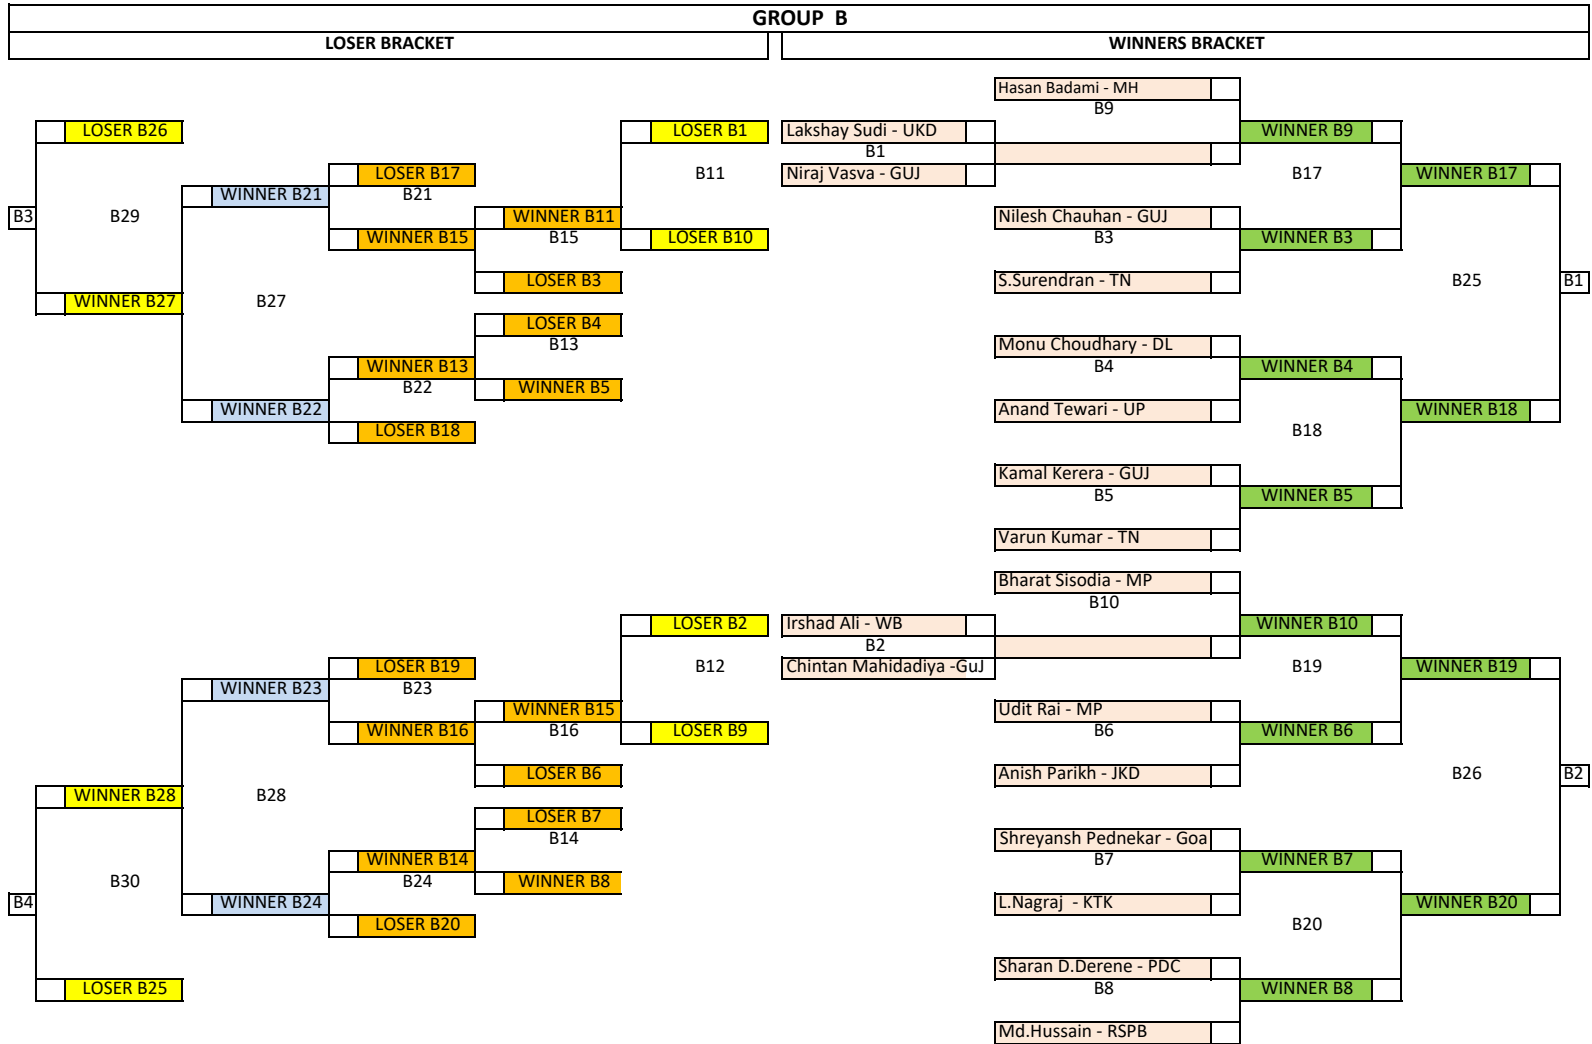 GROUP B
LOSER BRACKET WINNERS BRACKET
Hasan Badami - MH
B9
LOSER B26 LOSER B1 Lakshay Sudi - UKD WINNER B9
B1
LOSER B17 B11 Niraj Vasva - GUJ B17 WINNER B17
WINNER B21 B21
B3 B29 WINNER B11 Nilesh Chauhan - GUJ
WINNER B15 B15 LOSER B10 B3 WINNER B3
LOSER B3 S.Surendran - TN B25 B1
WINNER B27 B27
LOSER B4
B13 Monu Choudhary - DL
WINNER B13 B4 WINNER B4
B22 WINNER B5
WINNER B22 Anand Tewari - UP WINNER B18
LOSER B18 B18
Kamal Kerera - GUJ
B5 WINNER B5
Varun Kumar - TN
Bharat Sisodia - MP
B10
LOSER B2 Irshad Ali - WB WINNER B10
B2
LOSER B19 B12 Chintan Mahidadiya -GuJ B19 WINNER B19
WINNER B23 B23
WINNER B15 Udit Rai - MP
WINNER B16 B16 LOSER B9 B6 WINNER B6
LOSER B6 Anish Parikh - JKD B26 B2
WINNER B28 B28
LOSER B7
B14 Shreyansh Pednekar - Goa
WINNER B14 B7 WINNER B7
B30 B24 WINNER B8
B4 WINNER B24 L.Nagraj - KTK WINNER B20
LOSER B20 B20
Sharan D.Derene - PDC
LOSER B25 B8 WINNER B8
Md.Hussain - RSPB